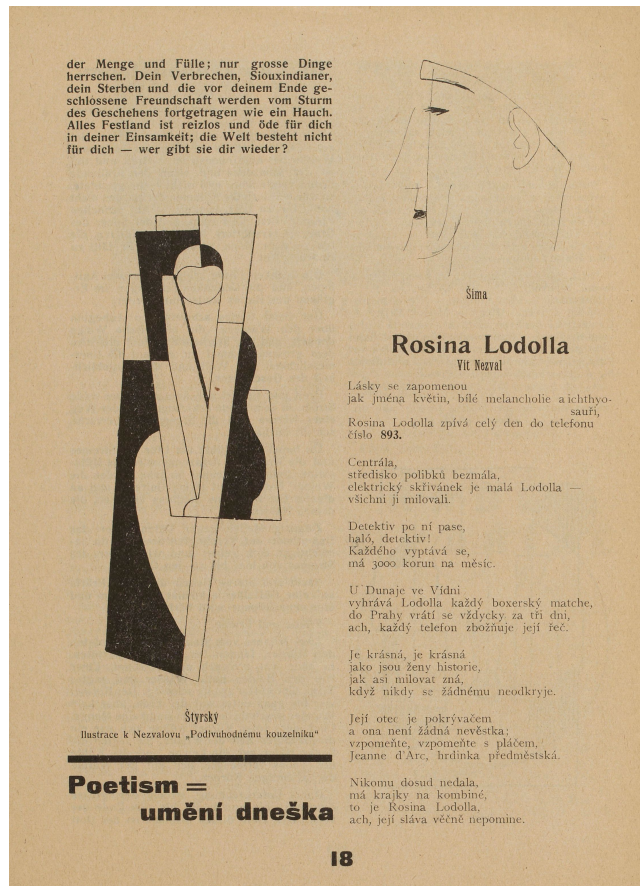 der Menge und Fülle; nur grosse Dinge
herrschen. Dein Verbrechen, Siouxindianer,
dein Sterben und die vor deinem Ende ge-
schlossene Freundschaft werden vom Sturm
des Geschehens fortgetragen wie ein Hauch.
Alles Festland ist reizlos und öde für dich
in deiner Einsamkeit; die Welt besteht nicht
für dich — wer gibt sie dir wieder?
Štyrský
Ilustrace k Nezvalovu „Podivuhodnému kouzelníku“
Poetism =
umění dneška
Šíma
Rosina Lodolla
Vít Nezval
Lásky se zapomenou
jak jména květin, bílé melancholie a ichthyo-
sauři,
Rosina Lodolla zpívá celý den do telefonu
číslo 893.
Centrála,
středisko polibků bezmála,
elektrický skřivánek je malá Lodolla —
všichni ji milovali.
Detektiv po ní pase,
haló, detektiv!
Každého vyptává se,
má 3000 korun na měsíc.
U Dunaje ve Vídni
vyhrává Lodolla každý boxerský matche,
do Prahy vrátí se vždycky za tři dni,
ach, každý telefon zbožňuje její řeč.
Je krásná, je krásná
jako jsou ženy historie,
jak asi milovat zná,
když nikdy se žádnému neodkryje.
Její otec je pokrývačem
a ona není žádná nevěstka;
vzpomeňte, vzpomeňte s pláčem,
Jeanne d'Arc, hrdinka předměstská.
Nikomu dosud nedala,
má krajky na kombiné,
to je Rosina Lodolla,
ach, její sláva věčně nepomine.
18